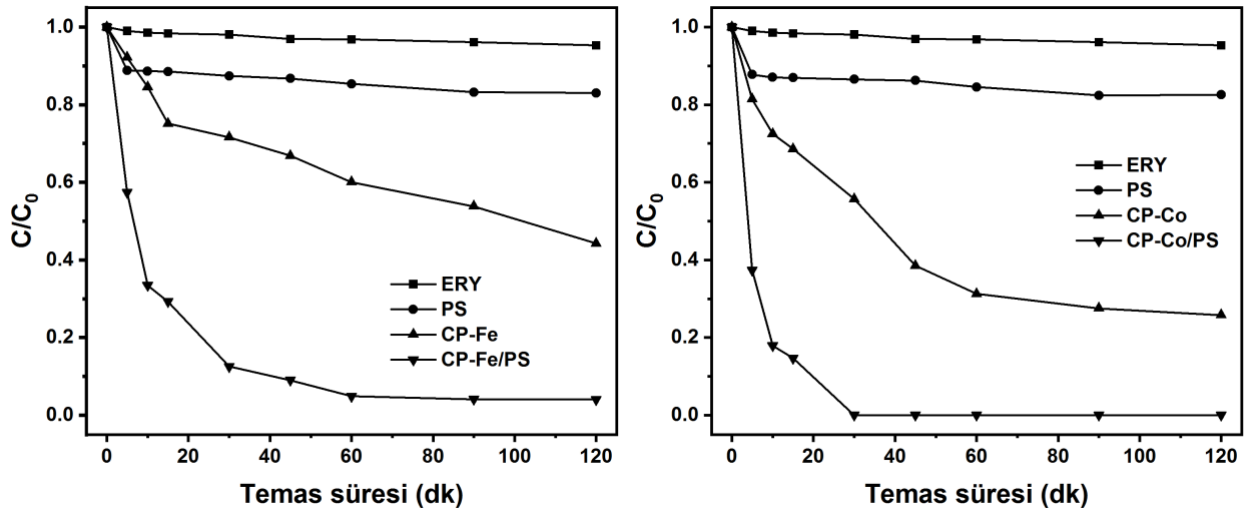 1.0
0.8
0.6
0.4
0.2
0.0
C/C0
ERY
PS
CP-Fe
CP-Fe/PS
0 20 40 60 80 100 120
Temas süresi (dk)
1.0
0.8
0.6
0.4
0.2
0.0
C/C0
ERY
PS
CP-Co
CP-Co/PS
0 20 40 60 80 100 120
Temas süresi (dk)